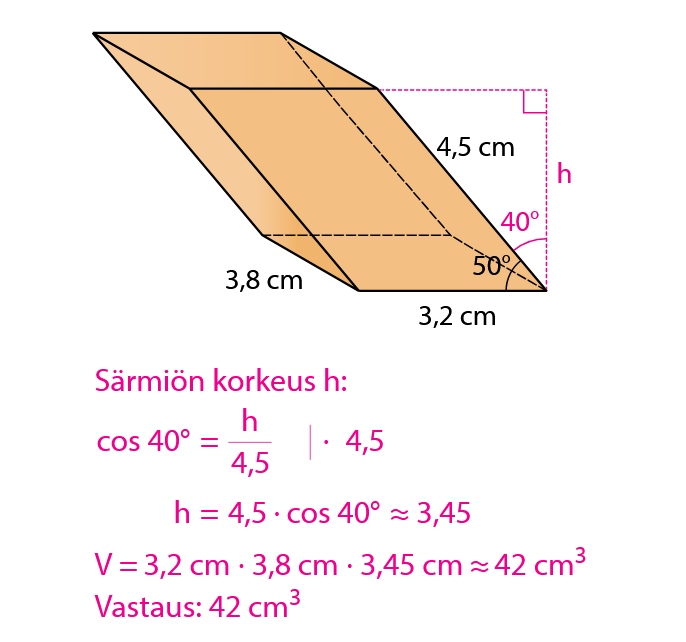 4,5 cm
h
40°
50°
3,8 cm
3,2 cm
Särmiön korkeus h:
cos 40° = h/4,5 | · 4,5
h = 4,5 · cos 40° ≈ 3,45
V = 3,2 cm · 3,8 cm · 3,45 cm ≈ 42 cm³
Vastaus: 42 cm³